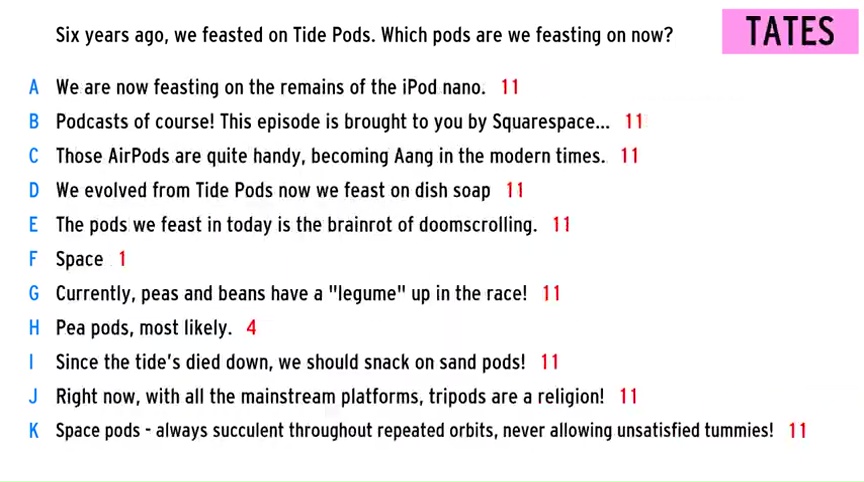 Six years ago, we feasted on Tide Pods. Which pods are we feasting on now?
TATES
A We are now feasting on the remains of the iPod nano. 11
B Podcasts of course! This episode is brought to you by Squarespace... 11
C Those AirPods are quite handy, becoming Aang in the modern times. 11
D We evolved from Tide Pods now we feast on dish soap 11
E The pods we feast in today is the brainrot of doomscrolling. 11
F Space 1
G Currently, peas and beans have a "legume" up in the race! 11
H Pea pods, most likely. 4
I Since the tide's died down, we should snack on sand pods! 11
J Right now, with all the mainstream platforms, tripods are a religion! 11
K Space pods - always succulent throughout repeated orbits, never allowing unsatisfied tummies! 11